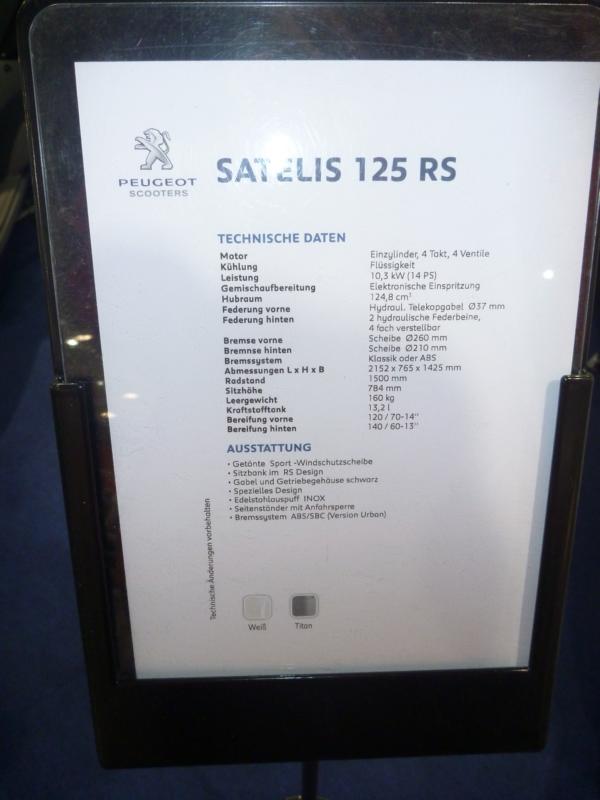 PEUGEOT
SCOOTERS
SATELIS 125 RS
TECHNISCHE DATEN
Motor Einzylinder, 4 Takt, 4 Ventile
Kühlung Flüssigkeit
Leistung 10,3 kW (14 PS)
Gemischaufbereitung Elektronische Einspritzung
Hubraum 124,8 cm³
Federung vorne Hydraul. Telekopgabel Ø37 mm
Federung hinten 2 hydraulische Federbeine,
4 fach verstellbar
Bremse vorne Scheibe Ø260 mm
Bremnse hinten Scheibe Ø210 mm
Bremssystem Klassik oder ABS
Abmessungen L x H x B 2152 x 765 x 1425 mm
Radstand 1500 mm
Sitzhöhe 784 mm
Leergewicht 160 kg
Kraftstofftank 13,2 l
Bereifung vorne 120 / 70-14"
Bereifung hinten 140 / 60-13"
AUSSTATTUNG
• Getönte Sport -Windschutzscheibe
• Sitzbank im RS Design
• Gabel und Getriebegehäuse schwarz
• Spezielles Design
• Edelstohlauspuff INOX
• Seitenständer mit Anfahrsperre
• Bremssystem ABS/SBC (Version Urban)
Technische Änderungen vorbehalten
Weiß Titan